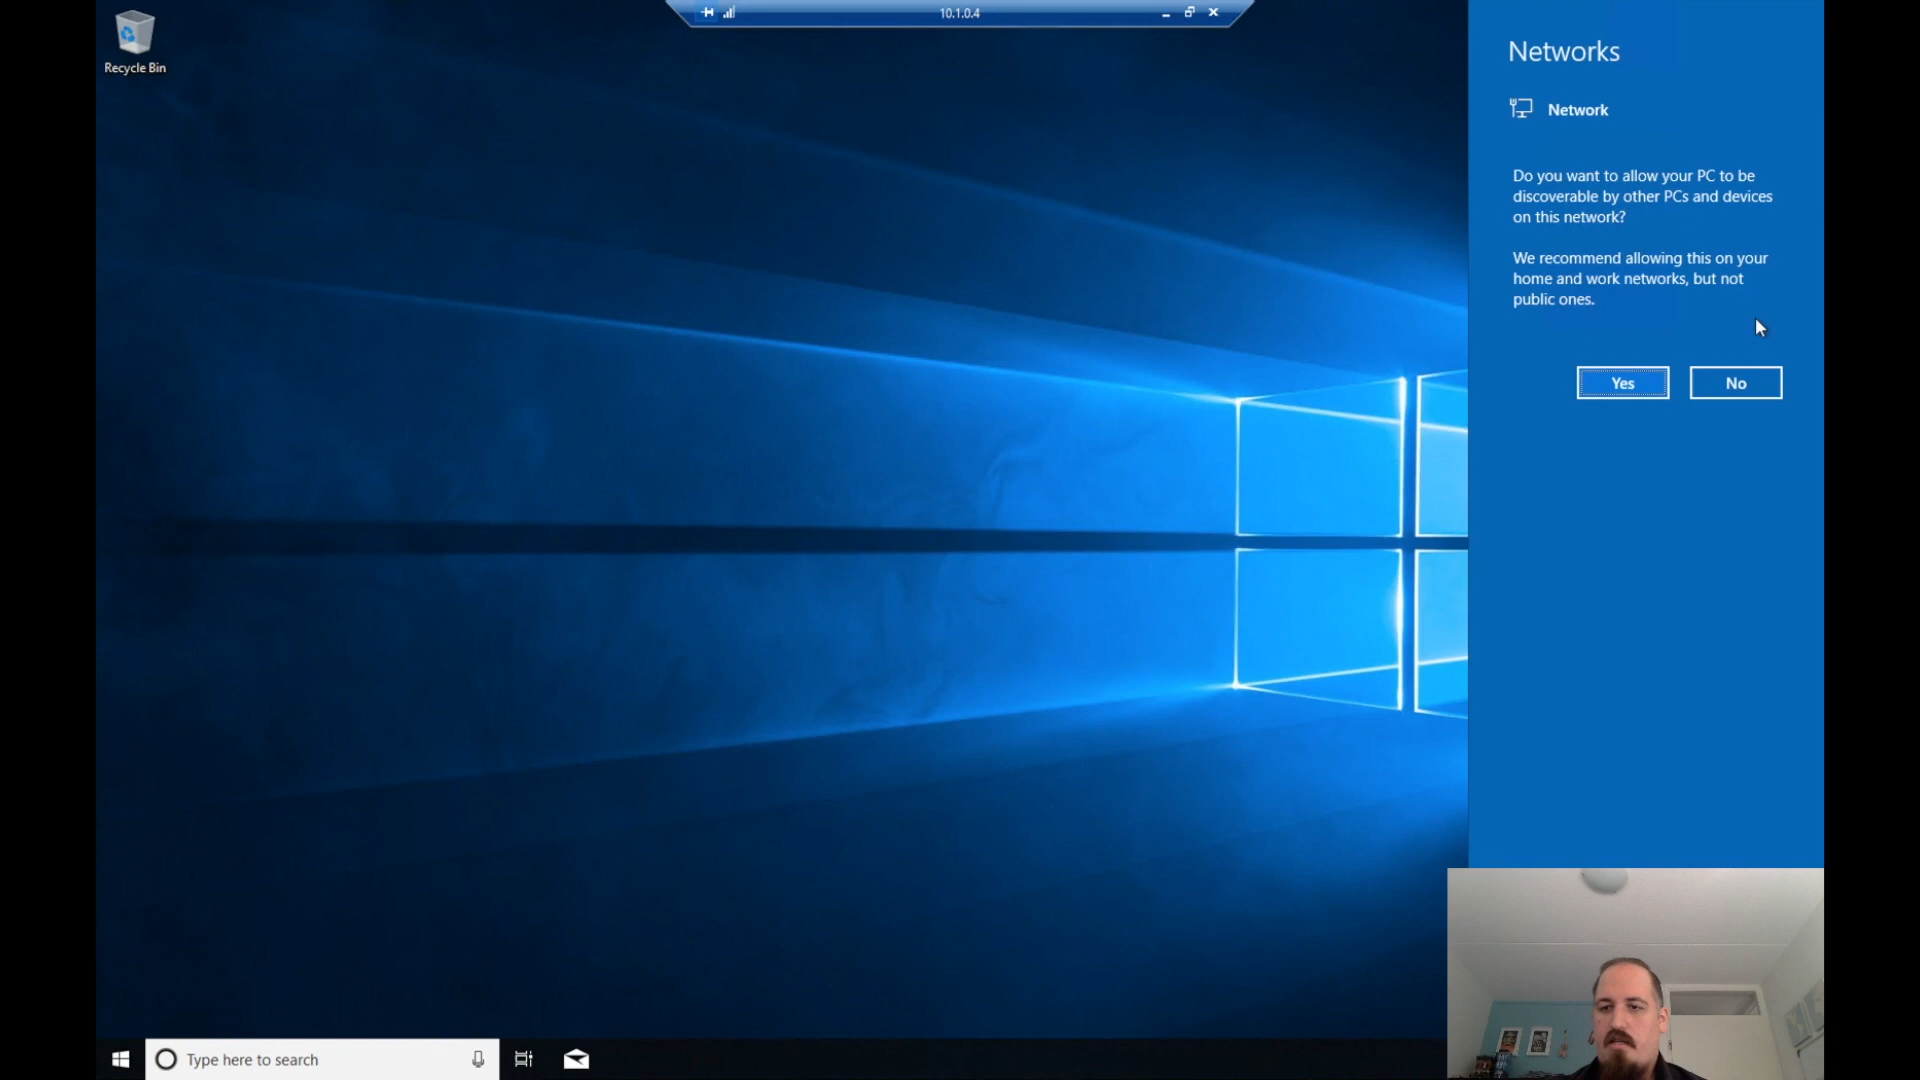 Recycle Bin
10.1.0.4
Networks
Network
Do you want to allow your PC to be
discoverable by other PCs and devices
on this network?
We recommend allowing this on your
home and work networks, but not
public ones.
Yes
No
Type here to search